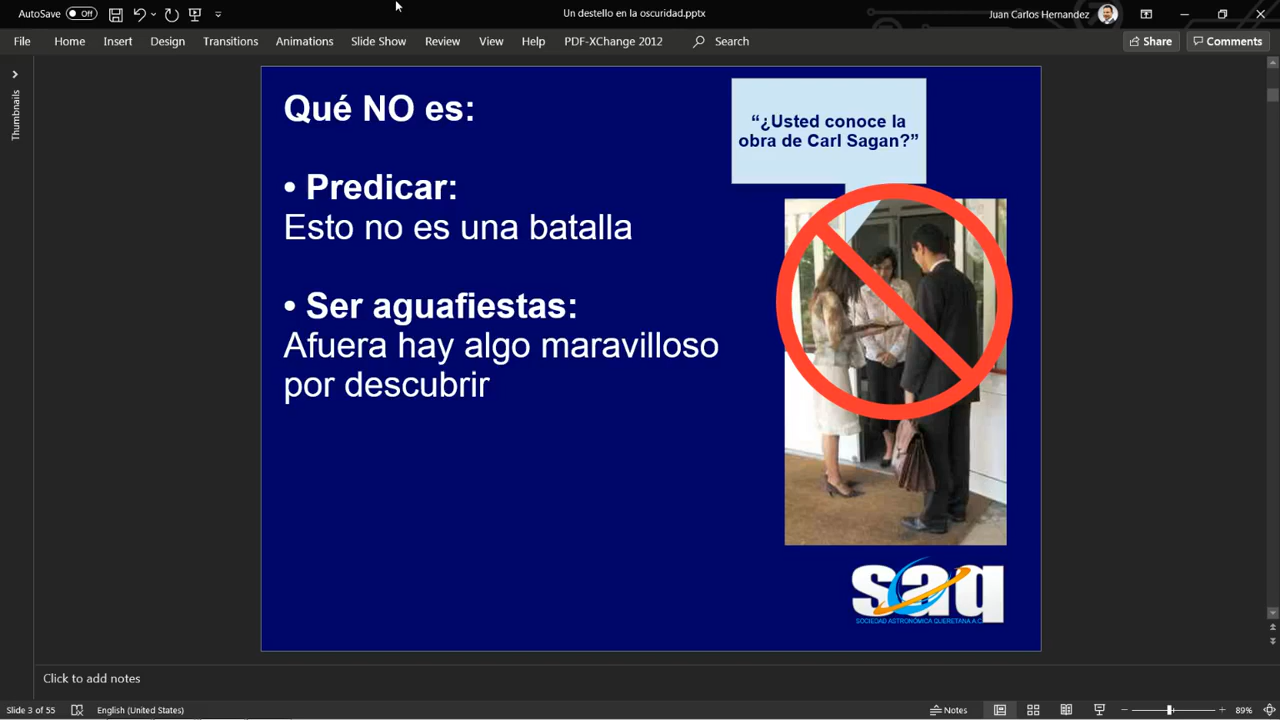 AutoSave Off
Un destello en la oscuridad.pptx
Juan Carlos Hernandez
File Home Insert Design Transitions Animations Slide Show Review View Help PDF-XChange 2012 Search Share Comments
Thumbnails
Qué NO es:
• Predicar:
Esto no es una batalla
• Ser aguafiestas:
Afuera hay algo maravilloso
por descubrir
“¿Usted conoce la
obra de Carl Sagan?”
saq
SOCIEDAD ASTRONÓMICA QUERETANA A.C.
Click to add notes
Slide 3 of 55 English (United States) Notes 89%